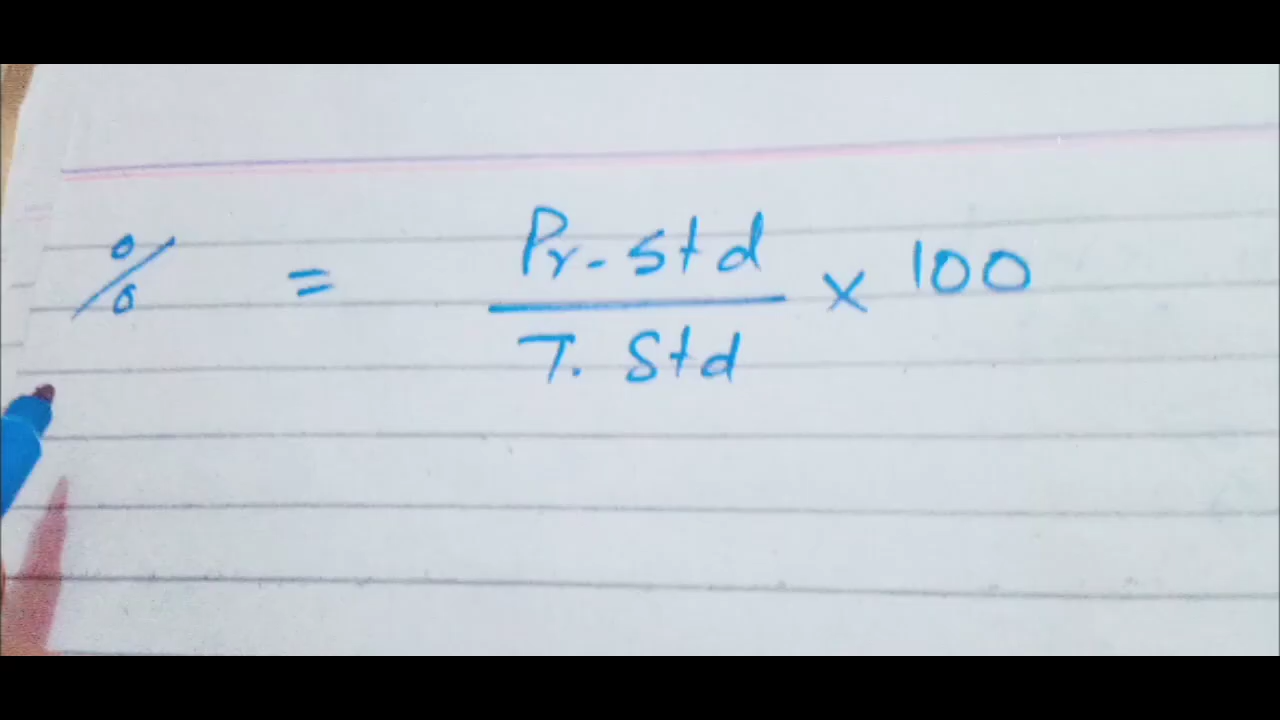 % = Pr. Std / T. Std × 100